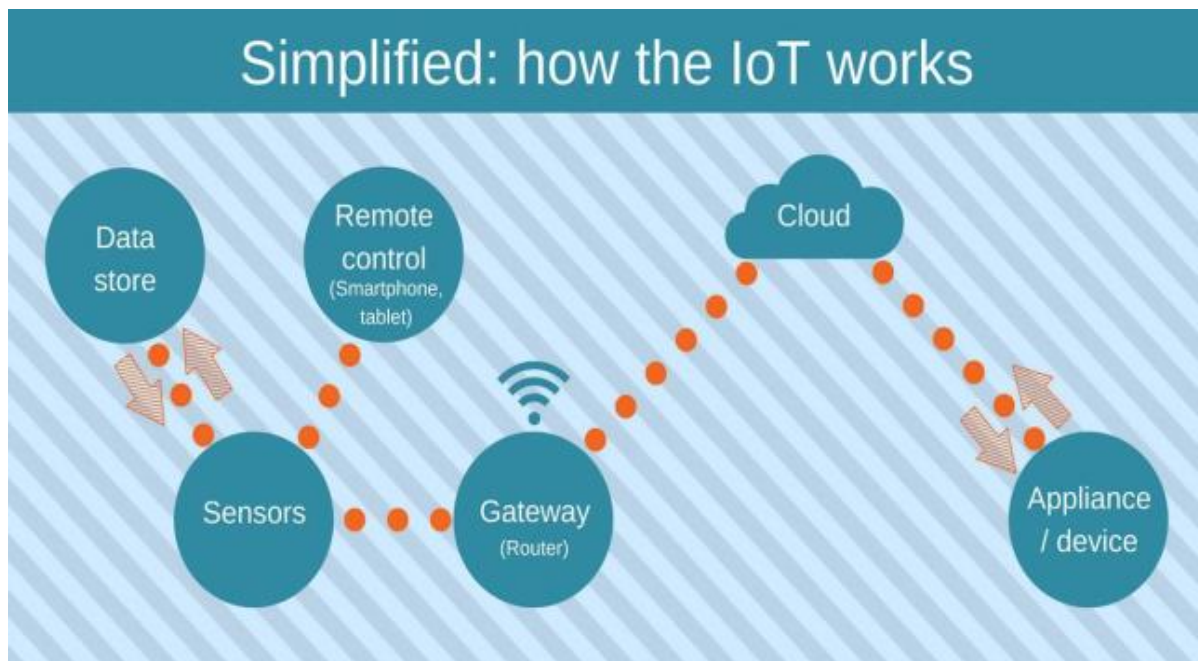 Simplified: how the IoT works
Data
store
Remote
control
(Smartphone,
tablet)
Cloud
Sensors
Gateway
(Router)
Appliance
/ device